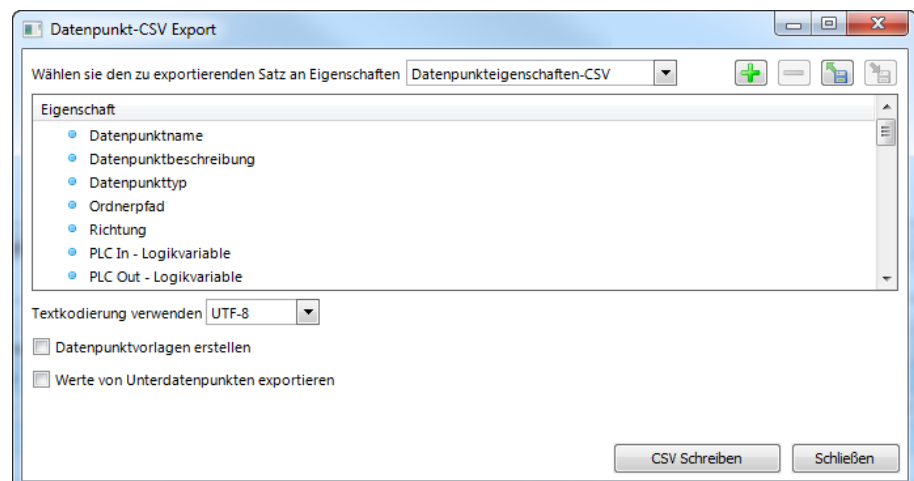 Datenpunkt-CSV Export
Wählen sie den zu exportierenden Satz an Eigenschaften Datenpunkteigenschaften-CSV
Eigenschaft
Datenpunktname
Datenpunktbeschreibung
Datenpunkttyp
Ordnerpfad
Richtung
PLC In - Logikvariable
PLC Out - Logikvariable
Textkodierung verwenden UTF-8
Datenpunktvorlagen erstellen
Werte von Unterdatenpunkten exportieren
CSV Schreiben Schließen